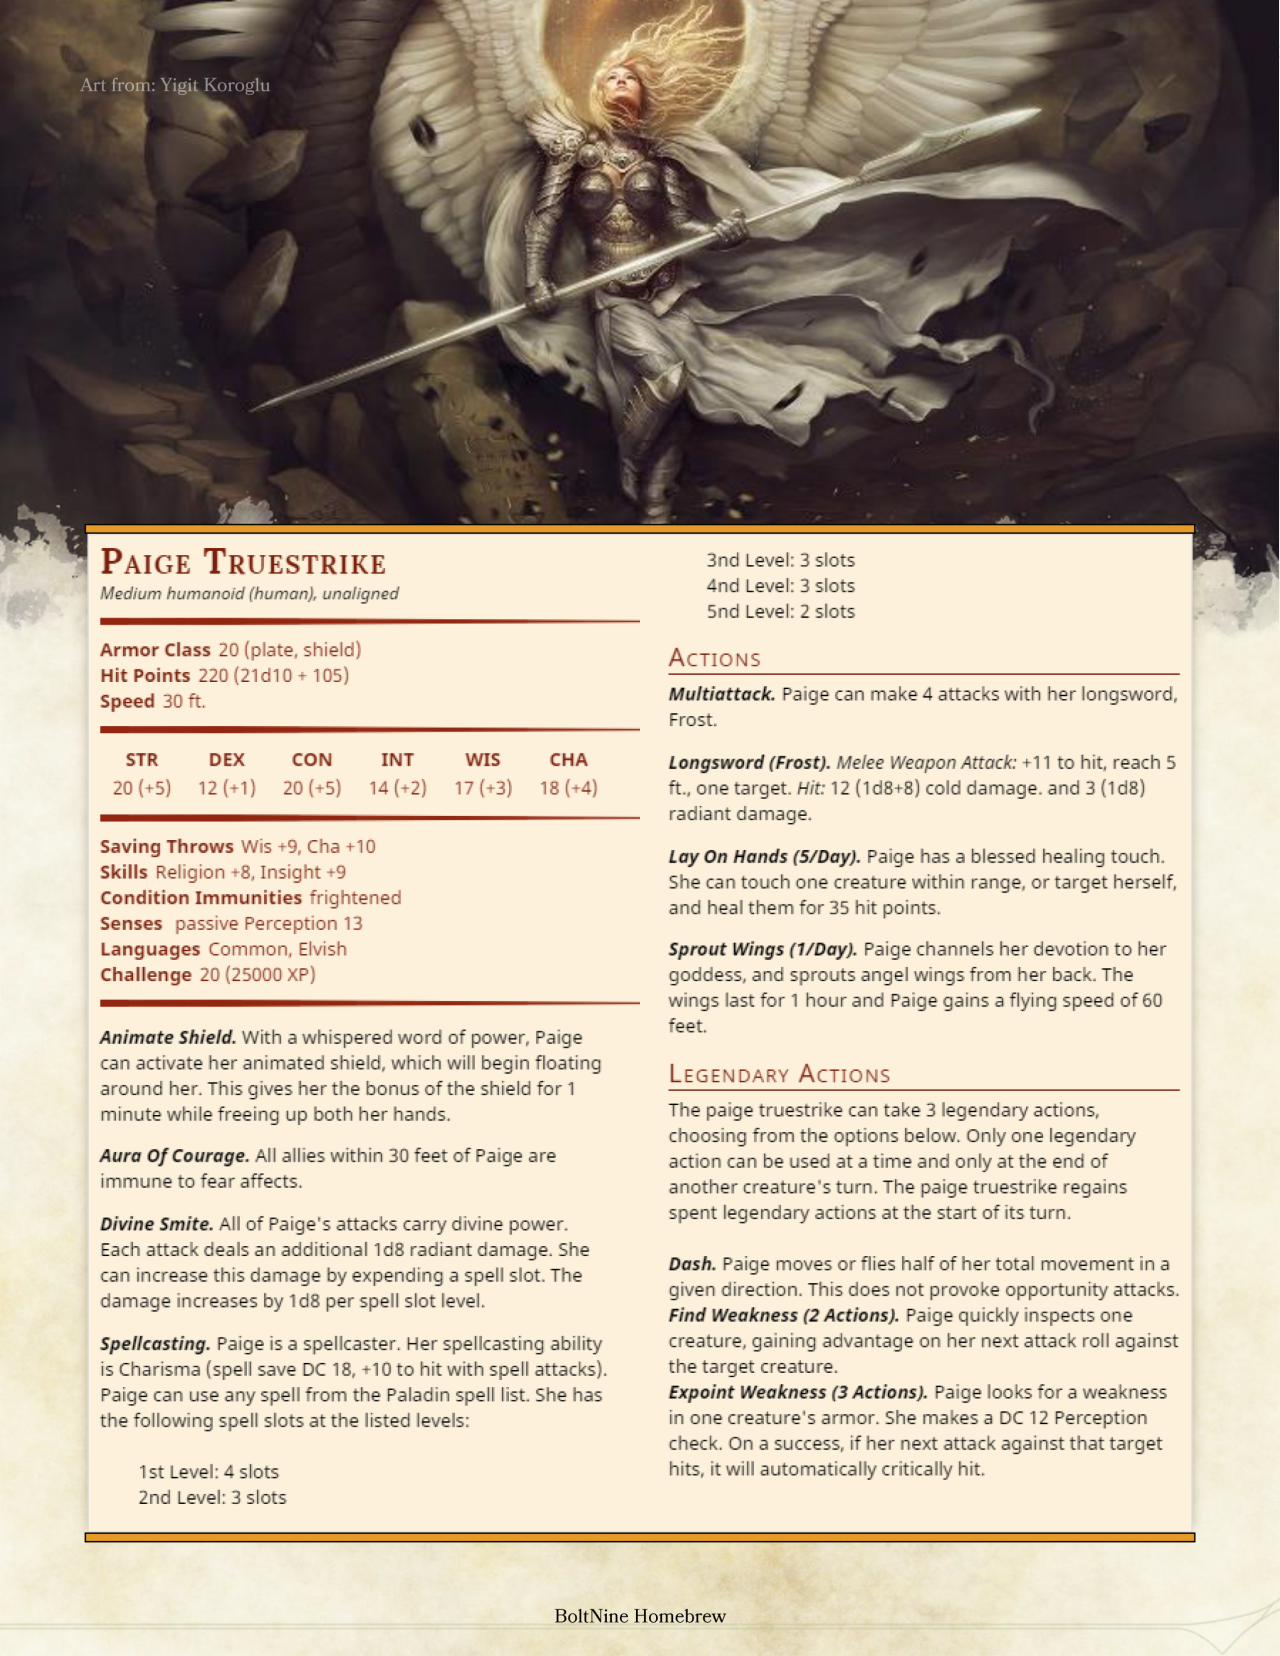 Art from: Yigit Koroglu
Paige Truestrike
Medium humanoid (human), unaligned
Armor Class 20 (plate, shield)
Hit Points 220 (21d10 + 105)
Speed 30 ft.
STR DEX CON INT WIS CHA
20 (+5) 12 (+1) 20 (+5) 14 (+2) 17 (+3) 18 (+4)
Saving Throws Wis +9, Cha +10
Skills Religion +8, Insight +9
Condition Immunities frightened
Senses passive Perception 13
Languages Common, Elvish
Challenge 20 (25000 XP)
Animate Shield. With a whispered word of power, Paige
can activate her animated shield, which will begin floating
around her. This gives her the bonus of the shield for 1
minute while freeing up both her hands.
Aura Of Courage. All allies within 30 feet of Paige are
immune to fear affects.
Divine Smite. All of Paige's attacks carry divine power.
Each attack deals an additional 1d8 radiant damage. She
can increase this damage by expending a spell slot. The
damage increases by 1d8 per spell slot level.
Spellcasting. Paige is a spellcaster. Her spellcasting ability
is Charisma (spell save DC 18, +10 to hit with spell attacks).
Paige can use any spell from the Paladin spell list. She has
the following spell slots at the listed levels:
1st Level: 4 slots
2nd Level: 3 slots
3nd Level: 3 slots
4nd Level: 3 slots
5nd Level: 2 slots
Actions
Multiattack. Paige can make 4 attacks with her longsword,
Frost.
Longsword (Frost). Melee Weapon Attack: +11 to hit, reach 5
ft., one target. Hit: 12 (1d8+8) cold damage. and 3 (1d8)
radiant damage.
Lay On Hands (5/Day). Paige has a blessed healing touch.
She can touch one creature within range, or target herself,
and heal them for 35 hit points.
Sprout Wings (1/Day). Paige channels her devotion to her
goddess, and sprouts angel wings from her back. The
wings last for 1 hour and Paige gains a flying speed of 60
feet.
Legendary Actions
The paige truestrike can take 3 legendary actions,
choosing from the options below. Only one legendary
action can be used at a time and only at the end of
another creature's turn. The paige truestrike regains
spent legendary actions at the start of its turn.
Dash. Paige moves or flies half of her total movement in a
given direction. This does not provoke opportunity attacks.
Find Weakness (2 Actions). Paige quickly inspects one
creature, gaining advantage on her next attack roll against
the target creature.
Expoint Weakness (3 Actions). Paige looks for a weakness
in one creature's armor. She makes a DC 12 Perception
check. On a success, if her next attack against that target
hits, it will automatically critically hit.
BoltNine Homebrew